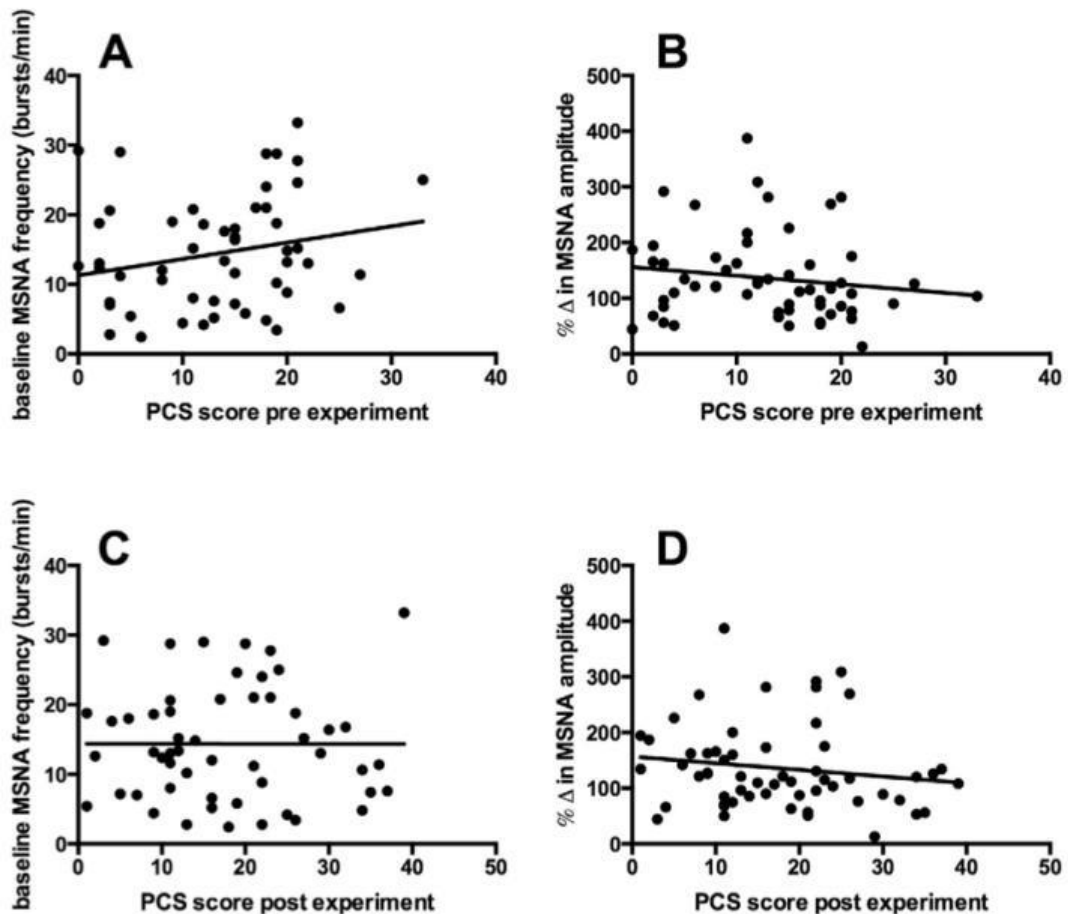 A
baseline MSNA frequency (bursts/min)
40
30
20
10
0
0 10 20 30 40
PCS score pre experiment
B
% Δ in MSNA amplitude
500
400
300
200
100
0
0 10 20 30 40
PCS score pre experiment
C
baseline MSNA frequency (bursts/min)
40
30
20
10
0
0 10 20 30 40 50
PCS score post experiment
D
% Δ in MSNA amplitude
500
400
300
200
100
0
0 10 20 30 40 50
PCS score post experiment